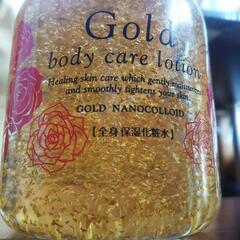 Gold
body care lotion
Healing skin care which gently moisturizes
and smoothly tightens your skin.
GOLD NANOCOLLOID
【全身保湿化粧水】